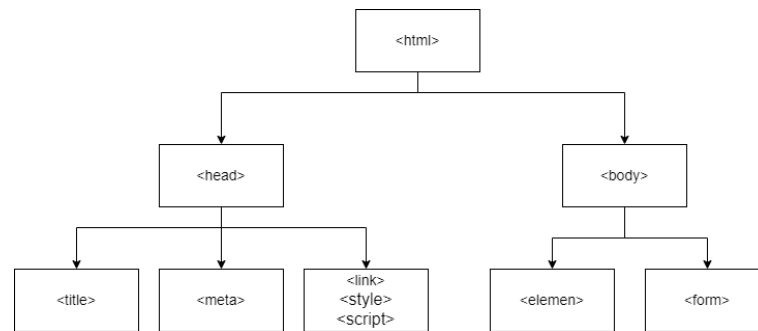 <html>
<head>
<body>
<title>
<meta>
<link>
<style>
<script>
<elemen>
<form>